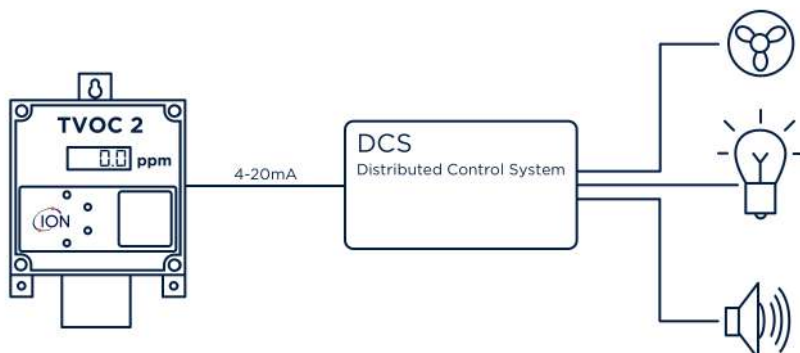 TVOC 2
0.0 ppm
ION
4-20mA
DCS
Distributed Control System